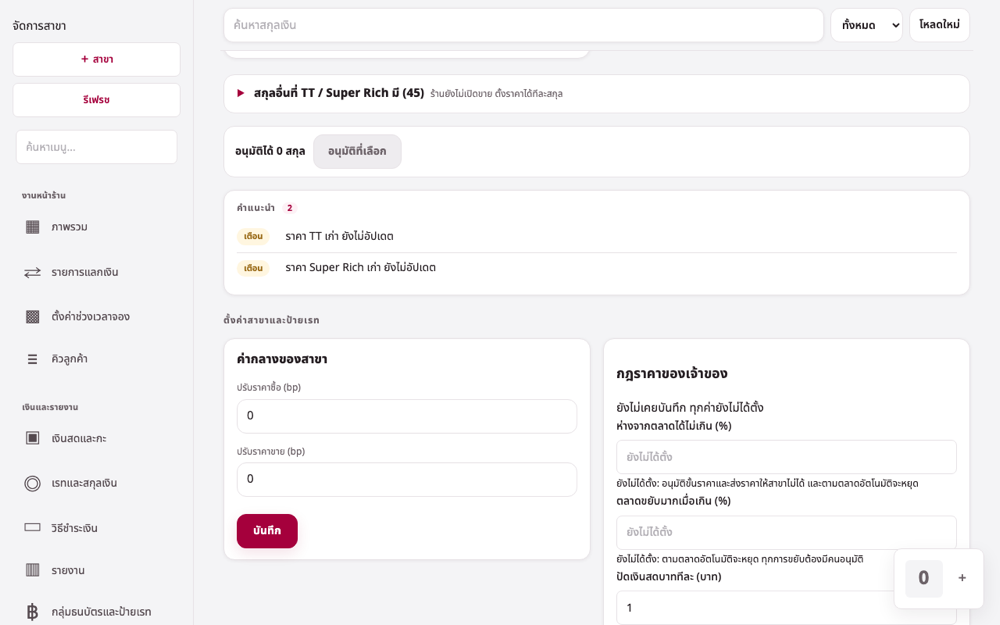 จัดการสาขา
+ สาขา
รีเฟรช
ค้นหาเมนู...
งานหน้าร้าน
ภาพรวม
รายการแลกเงิน
ตั้งค่าช่วงเวลาจอง
คิวลูกค้า
เงินและรายงาน
เงินสดและกะ
เรทและสกุลเงิน
วิธีชำระเงิน
รายงาน
฿ กลุ่มธนบัตรและป้ายเรท
ค้นหาสกุลเงิน
ทั้งหมด
โหลดใหม่
สกุลอื่นที่ TT / Super Rich มี (45) ร้านยังไม่เปิดขาย ตั้งราคาได้ทีละสกุล
อนุมัติได้ 0 สกุล
อนุมัติที่เลือก
คำแนะนำ 2
เตือน ราคา TT เก่า ยังไม่อัปเดต
เตือน ราคา Super Rich เก่า ยังไม่อัปเดต
ตั้งค่าสาขาและป้ายเรท
ค่ากลางของสาขา
ปรับราคาซื้อ (bp)
0
ปรับราคาขาย (bp)
0
บันทึก
กฎราคาของเจ้าของ
ยังไม่เคยบันทึก ทุกค่ายังไม่ได้ตั้ง
ห่างจากตลาดได้ไม่เกิน (%)
ยังไม่ได้ตั้ง
ยังไม่ได้ตั้ง: อนุมัติขั้นราคาและส่งราคาให้สาขาไม่ได้ และตามตลาดอัตโนมัติจะหยุด
ตลาดขยับมากเมื่อเกิน (%)
ยังไม่ได้ตั้ง
ยังไม่ได้ตั้ง: ตามตลาดอัตโนมัติจะหยุด ทุกการขยับต้องมีคนอนุมัติ
ปัดเงินสดบาททีละ (บาท)
1
0 +